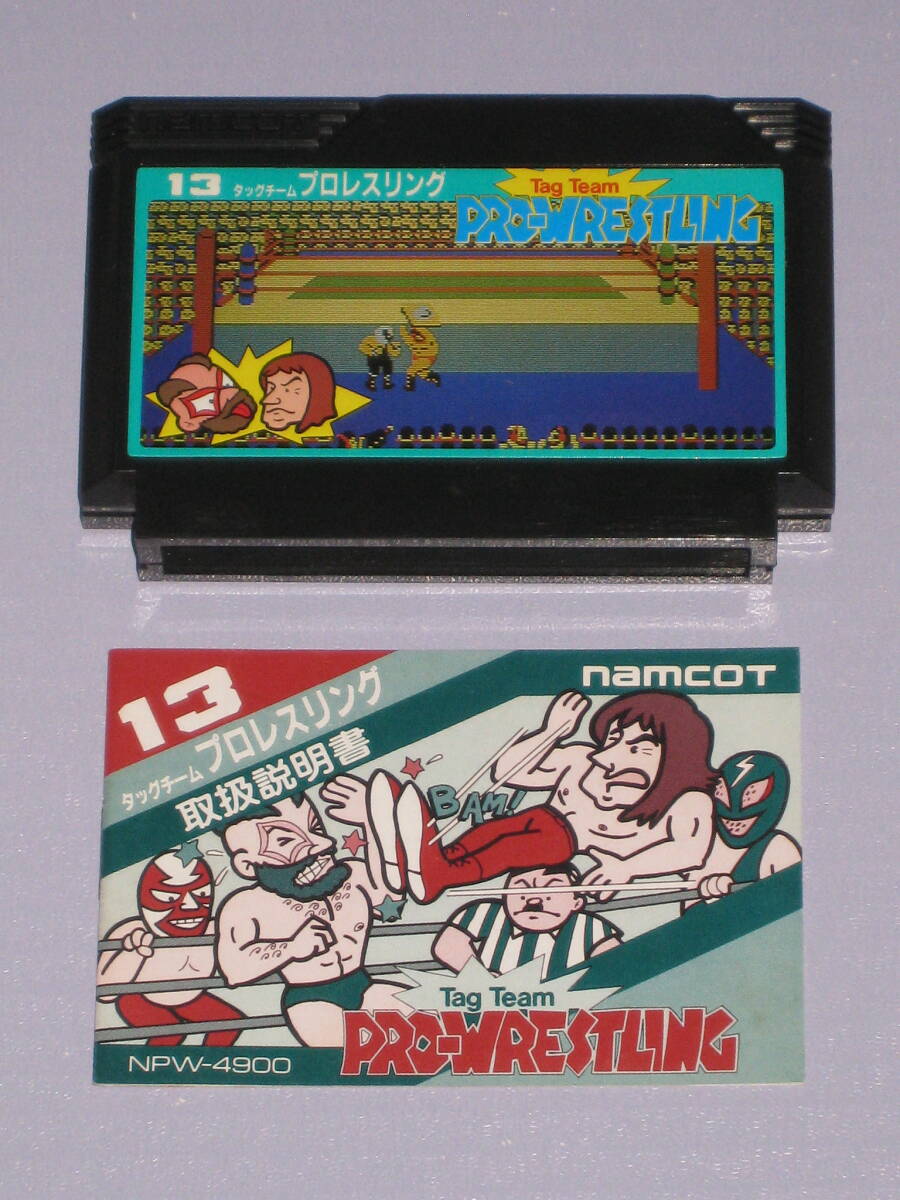 namcot
13 タッグチーム プロレスリング
Tag Team
PRO-WRESTLING
13
namcot
タッグチーム プロレスリング
取扱説明書
BAM!
Tag Team
PRO-WRESTLING
NPW-4900